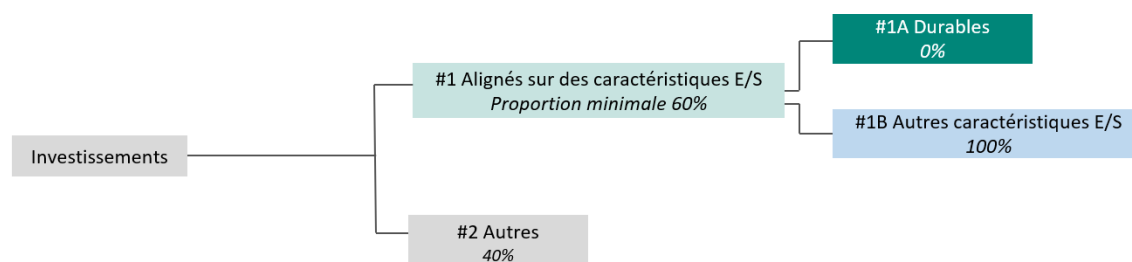 #1A Durables
0%
#1 Alignés sur des caractéristiques E/S
Proportion minimale 60%
#1B Autres caractéristiques E/S
100%
Investissements
#2 Autres
40%